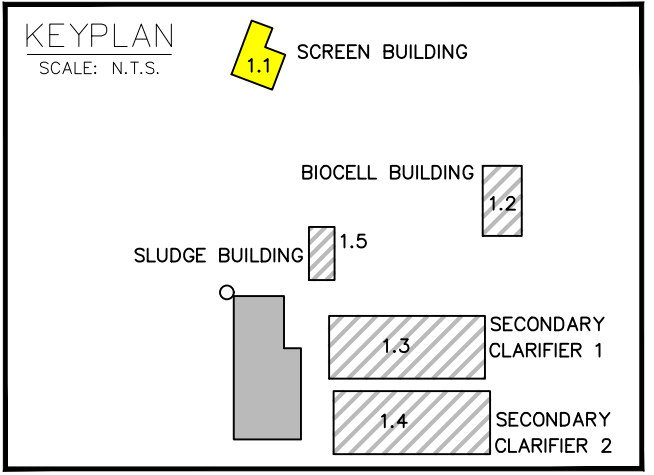 KEYPLAN
SCALE: N.T.S.
1.1
SCREEN BUILDING
BIOCELL BUILDING
1.2
1.5
SLUDGE BUILDING
1.3
SECONDARY
CLARIFIER 1
1.4
SECONDARY
CLARIFIER 2